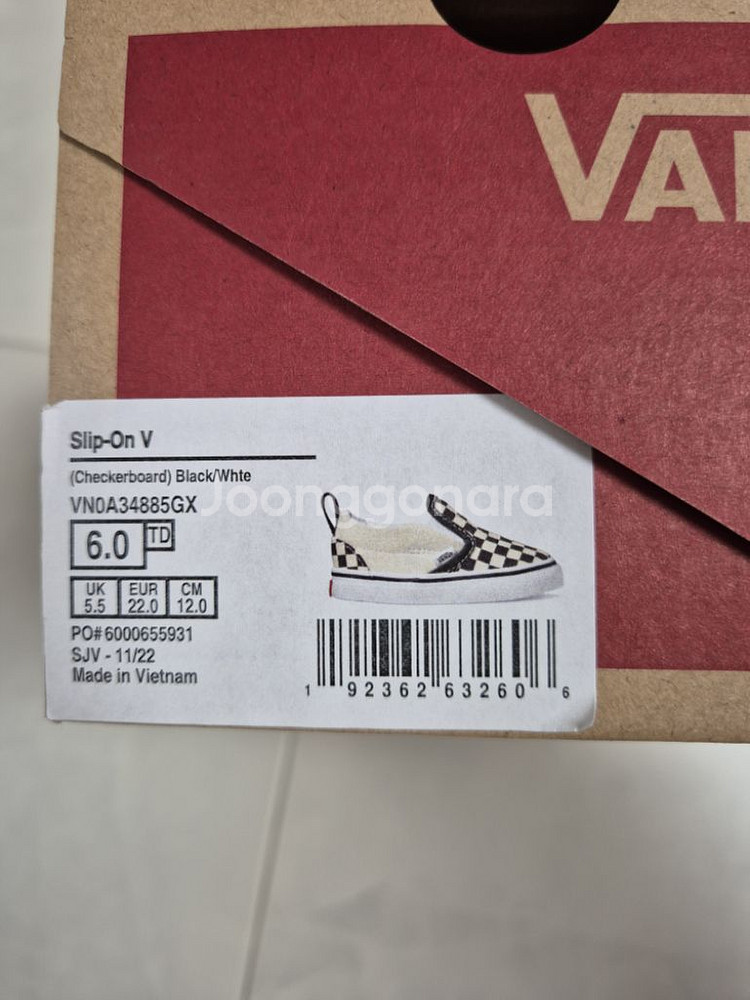 VAN
Slip-On V
(Checkerboard) Black/Whte
VN0A34885GX
Joonggonara
6.0 TD
UK EUR CM
5.5 22.0 12.0
PO#6000655931
SJV - 11/22
Made in Vietnam
1 92362 63260 6